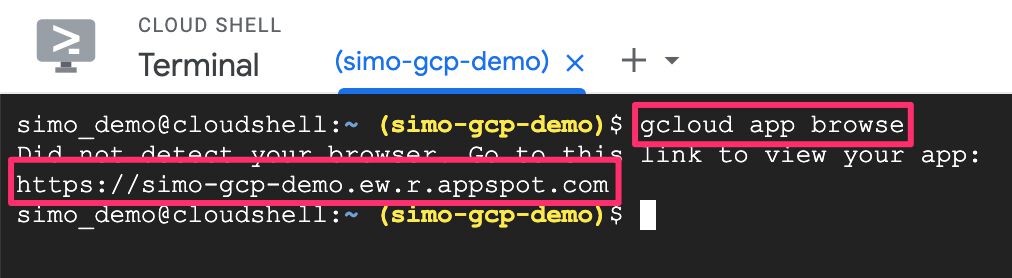 CLOUD SHELL
Terminal
(simo-gcp-demo)
simo_demo@cloudshell:~ (simo-gcp-demo)$ gcloud app browse
Did not detect your browser. Go to this link to view your app:
https://simo-gcp-demo.ew.r.appspot.com
simo_demo@cloudshell:~ (simo-gcp-demo)$